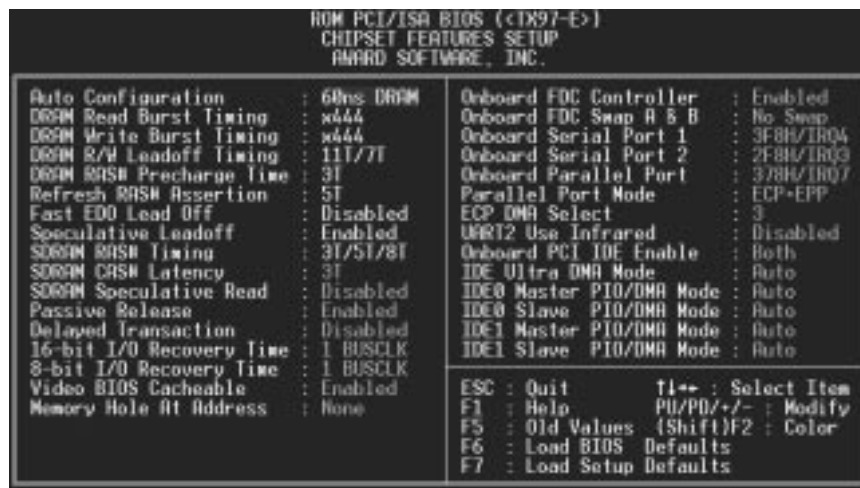 ROM PCI/ISA BIOS (<TX97-E>)
CHIPSET FEATURES SETUP
AWARD SOFTWARE, INC.
Auto Configuration : 60ns DRAM
DRAM Read Burst Timing : x444
DRAM Write Burst Timing : x444
DRAM R/W Leadoff Timing : 11T/7T
DRAM RAS# Precharge Time : 3T
Refresh RAS# Assertion : 5T
Fast EDO Lead Off : Disabled
Speculative Leadoff : Enabled
SDRAM RAS# Timing : 3T/5T/8T
SDRAM CAS# Latency : 3T
SDRAM Speculative Read : Disabled
Passive Release : Enabled
Delayed Transaction : Disabled
16-bit I/O Recovery Time : 1 BUSCLK
8-bit I/O Recovery Time : 1 BUSCLK
Video BIOS Cacheable : Enabled
Memory Hole At Address : None
Onboard FDC Controller : Enabled
Onboard FDC Swap A & B : No Swap
Onboard Serial Port 1 : 3F8H/IRQ4
Onboard Serial Port 2 : 2F8H/IRQ3
Onboard Parallel Port : 378H/IRQ7
Parallel Port Mode : ECP+EPP
ECP DMA Select : 3
UART2 Use Infrared : Disabled
Onboard PCI IDE Enable : Both
IDE Ultra DMA Mode : Auto
IDE0 Master PIO/DMA Mode : Auto
IDE0 Slave PIO/DMA Mode : Auto
IDE1 Master PIO/DMA Mode : Auto
IDE1 Slave PIO/DMA Mode : Auto
ESC : Quit ↑↓→← : Select Item
F1 : Help PU/PD/+/- : Modify
F5 : Old Values (Shift)F2 : Color
F6 : Load BIOS Defaults
F7 : Load Setup Defaults